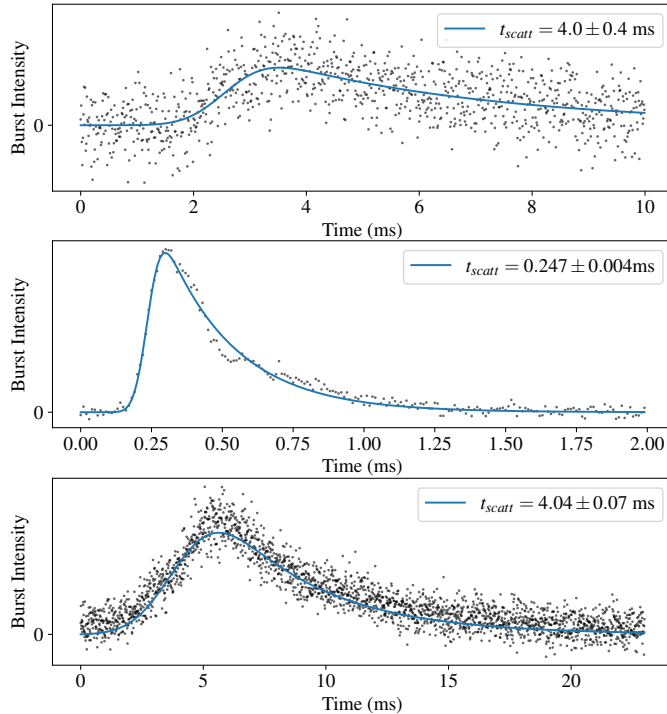 Burst Intensity
t_scatt = 4.0 ± 0.4 ms
0
0 2 4 6 8 10
Time (ms)
Burst Intensity
t_scatt = 0.247 ± 0.004ms
0
0.00 0.25 0.50 0.75 1.00 1.25 1.50 1.75 2.00
Time (ms)
Burst Intensity
t_scatt = 4.04 ± 0.07 ms
0
0 5 10 15 20
Time (ms)